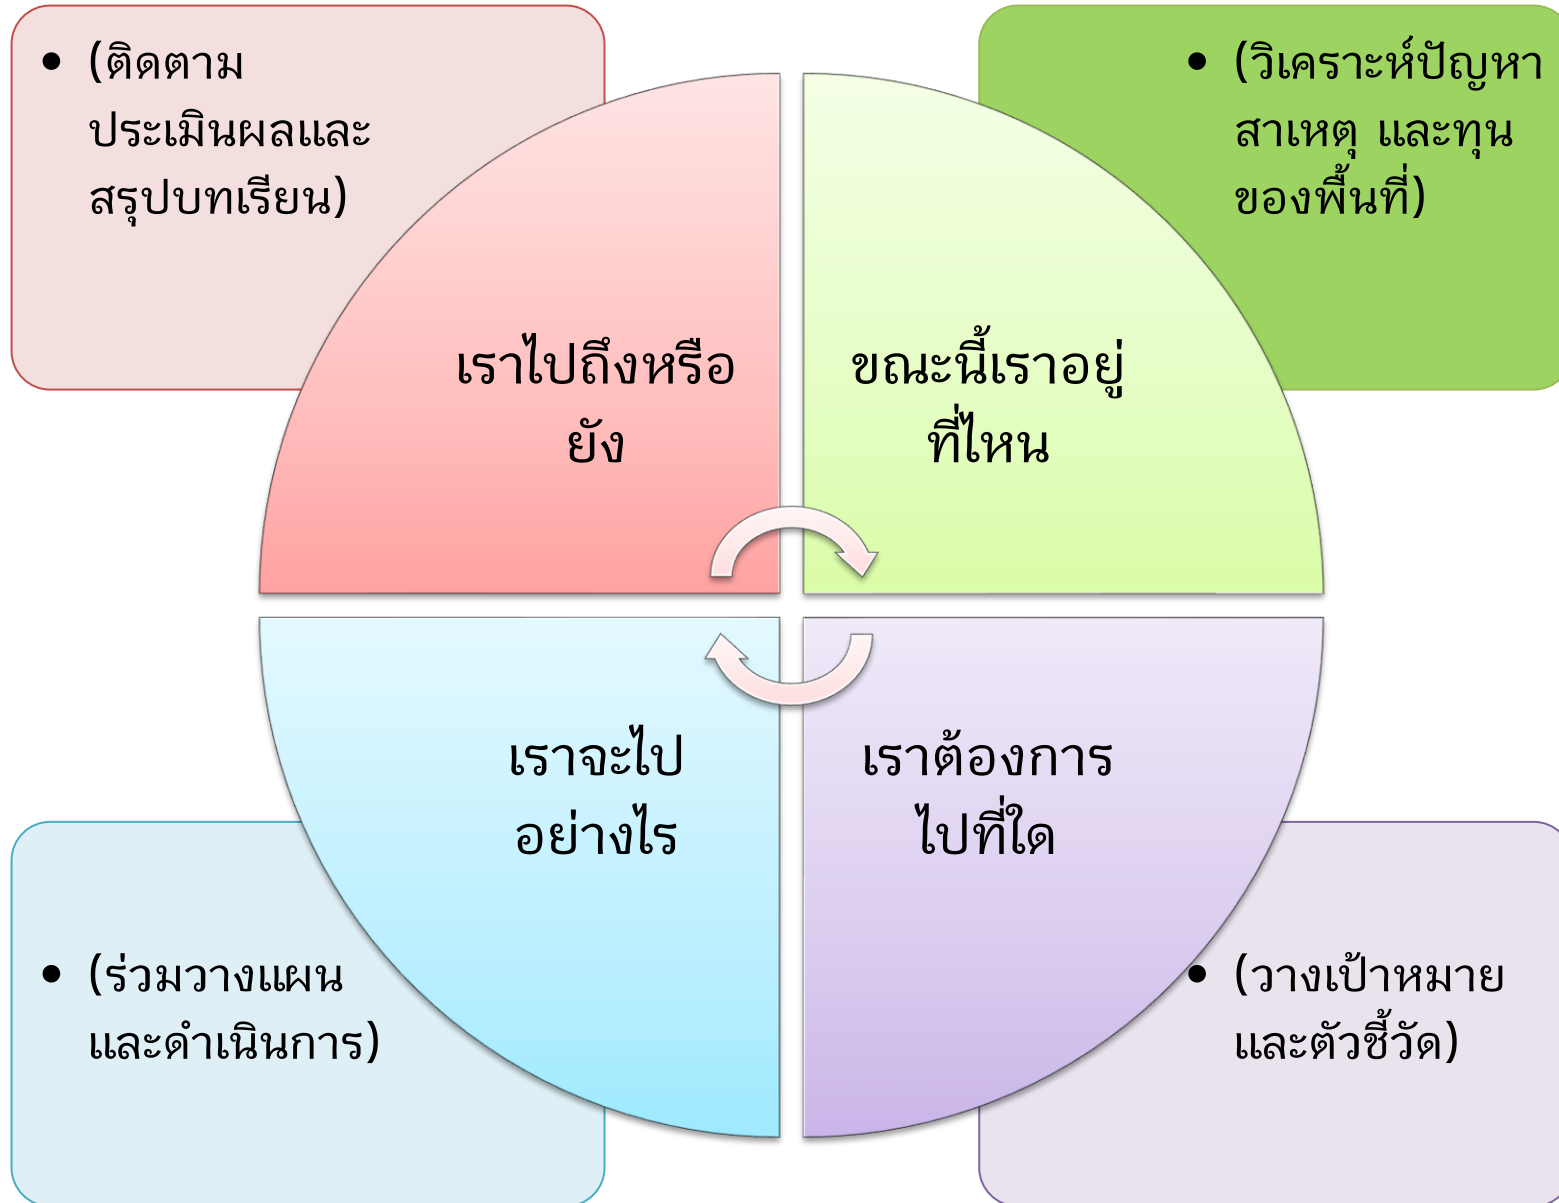 • (ติดตาม
ประเมินผลและ
สรุปบทเรียน)
• (วิเคราะห์ปัญหา
สาเหตุ และทุน
ของพื้นที่)
เราไปถึงหรือ
ยัง
ขณะนี้เราอยู่
ที่ไหน
เราจะไป
อย่างไร
เราต้องการ
ไปที่ใด
• (ร่วมวางแผน
และดำเนินการ)
• (วางเป้าหมาย
และตัวชี้วัด)